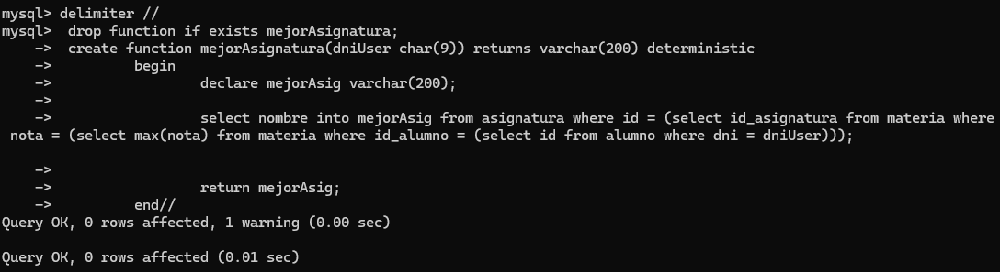 mysql> delimiter //
mysql>  drop function if exists mejorAsignatura;
    ->  create function mejorAsignatura(dniUser char(9)) returns varchar(200) deterministic
    ->          begin
    ->                  declare mejorAsig varchar(200);
    ->
    ->                  select nombre into mejorAsig from asignatura where id = (select id_asignatura from materia where
 nota = (select max(nota) from materia where id_alumno = (select id from alumno where dni = dniUser)));
    ->
    ->                  return mejorAsig;
    ->          end//
Query OK, 0 rows affected, 1 warning (0.00 sec)
Query OK, 0 rows affected (0.01 sec)